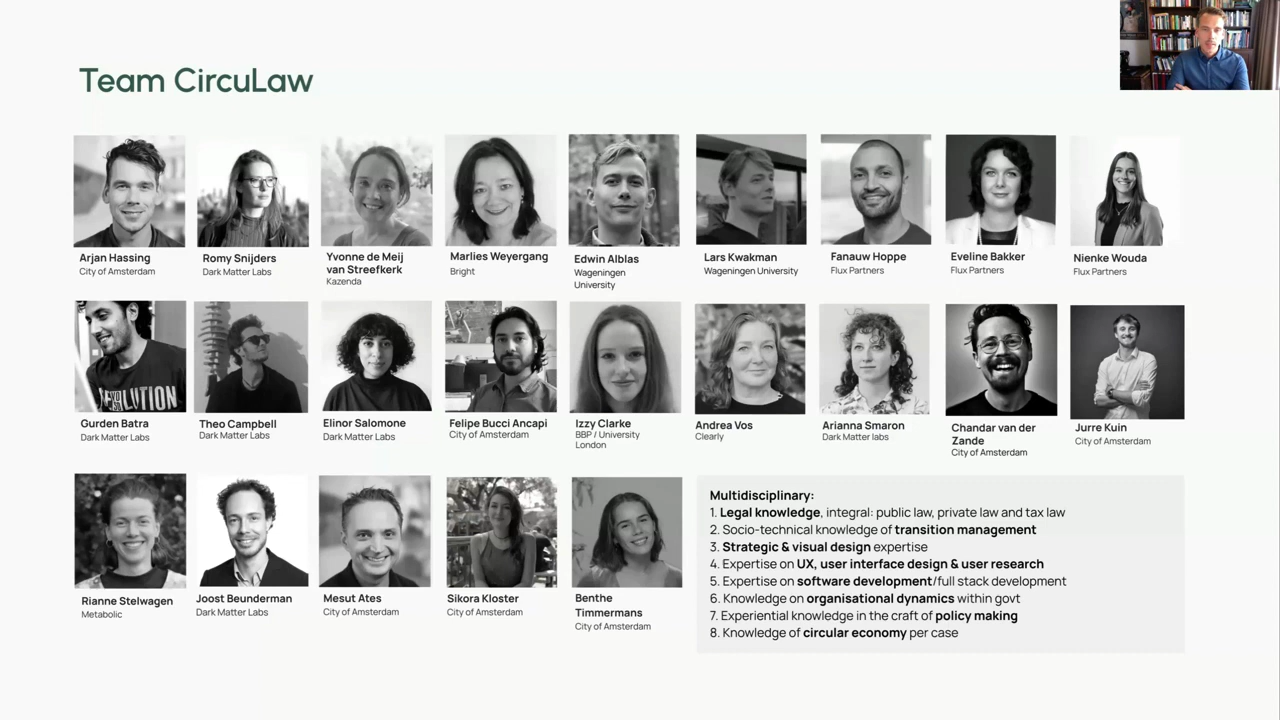 Team CircuLaw
Arjan Hassing
City of Amsterdam
Romy Snijders
Dark Matter Labs
Yvonne de Meij
van Streefkerk
Kazenda
Marlies Weyergang
Bright
Edwin Alblas
Wageningen
University
Lars Kwakman
Wageningen University
Fanauw Hoppe
Flux Partners
Eveline Bakker
Flux Partners
Nienke Wouda
Flux Partners
LUTION
Gurden Batra
Dark Matter Labs
Theo Campbell
Dark Matter Labs
Elinor Salomone
Dark Matter Labs
Felipe Bucci Ancapi
City of Amsterdam
Izzy Clarke
BBP / University
London
Andrea Vos
Clearly
Arianna Smaron
Dark Matter labs
Chandar van der
Zande
City of Amsterdam
Jurre Kuin
City of Amsterdam
Rianne Stelwagen
Metabolic
Joost Beunderman
Dark Matter Labs
Mesut Ates
City of Amsterdam
Sikora Kloster
City of Amsterdam
Benthe
Timmermans
City of Amsterdam
Multidisciplinary:
1. Legal knowledge, integral: public law, private law and tax law
2. Socio-technical knowledge of transition management
3. Strategic & visual design expertise
4. Expertise on UX, user interface design & user research
5. Expertise on software development/full stack development
6. Knowledge on organisational dynamics within govt
7. Experiential knowledge in the craft of policy making
8. Knowledge of circular economy per case